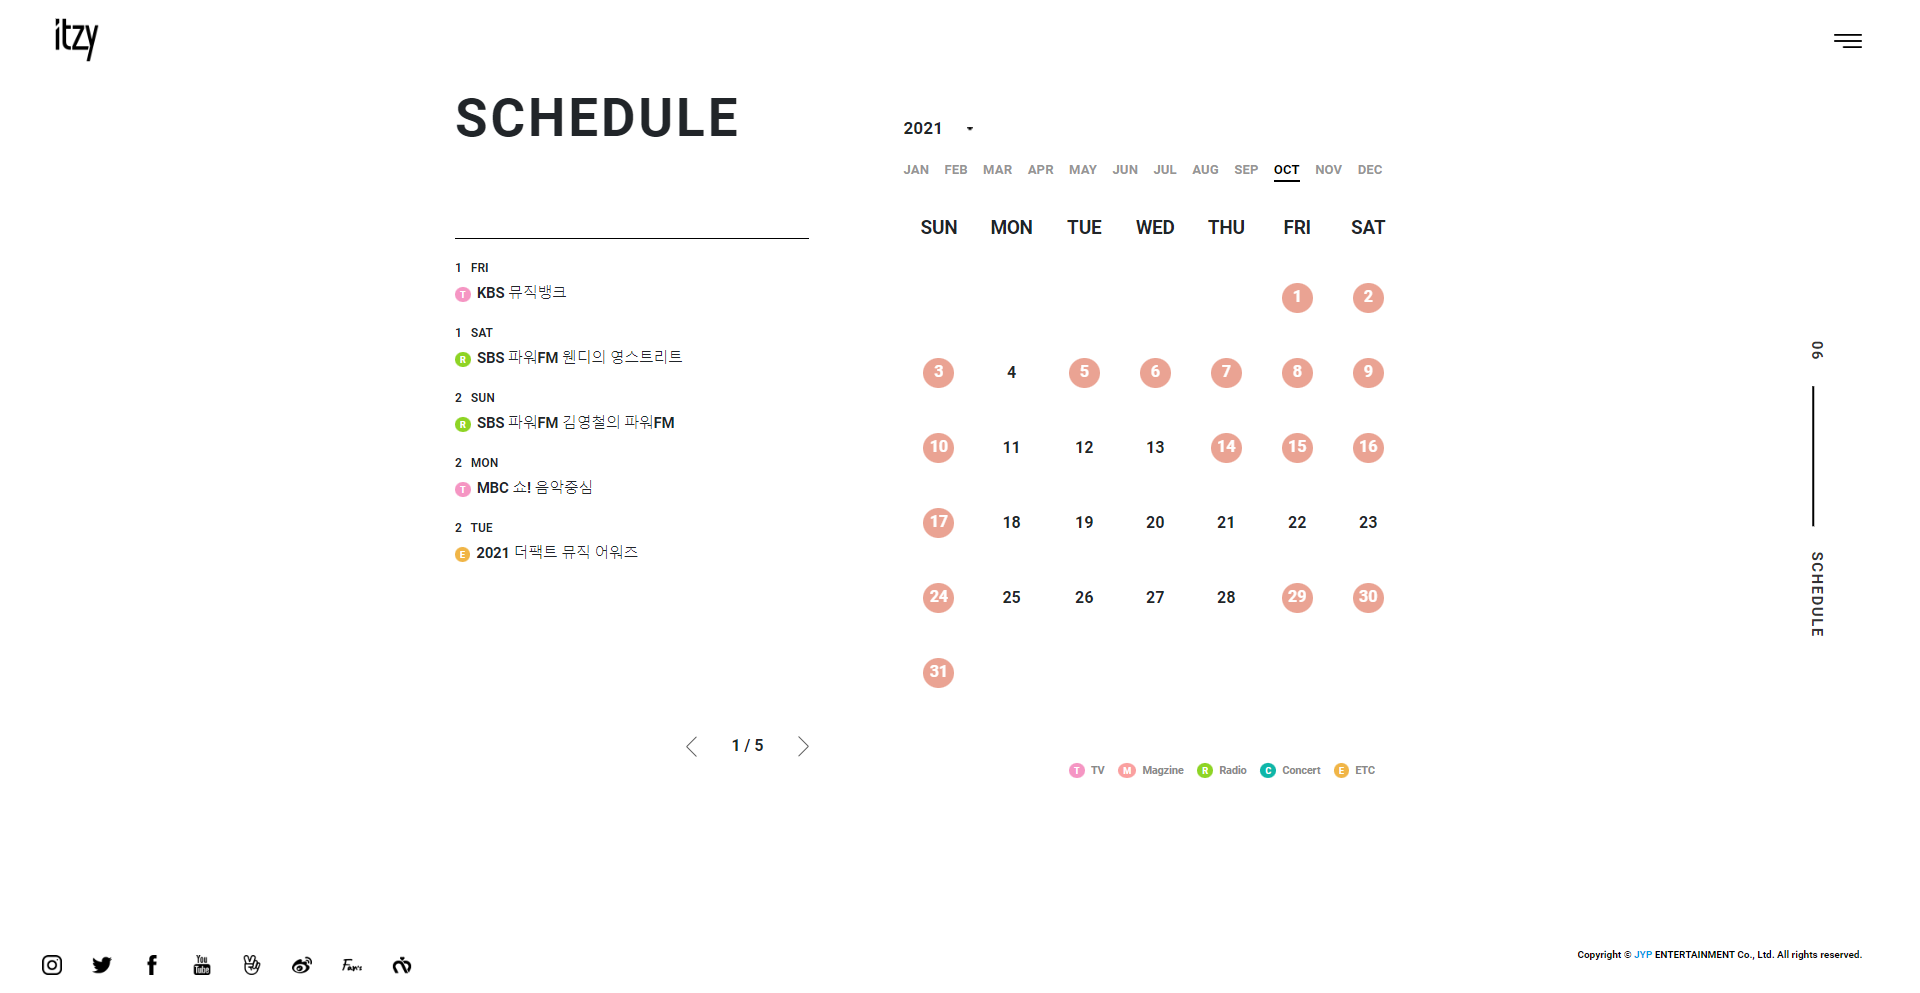 itzy
SCHEDULE
1 FRI
T KBS 뮤직뱅크
1 SAT
R SBS 파워FM 웬디의 영스트리트
2 SUN
R SBS 파워FM 김영철의 파워FM
2 MON
T MBC 쇼! 음악중심
2 TUE
E 2021 더팩트 뮤직 어워즈
1 / 5
2021
JAN FEB MAR APR MAY JUN JUL AUG SEP OCT NOV DEC
SUN MON TUE WED THU FRI SAT
1 2
3 4 5 6 7 8 9
10 11 12 13 14 15 16
17 18 19 20 21 22 23
24 25 26 27 28 29 30
31
T TV M Magzine R Radio C Concert E ETC
06
SCHEDULE
You
Tube
Fan's
Copyright © JYP ENTERTAINMENT Co., Ltd. All rights reserved.